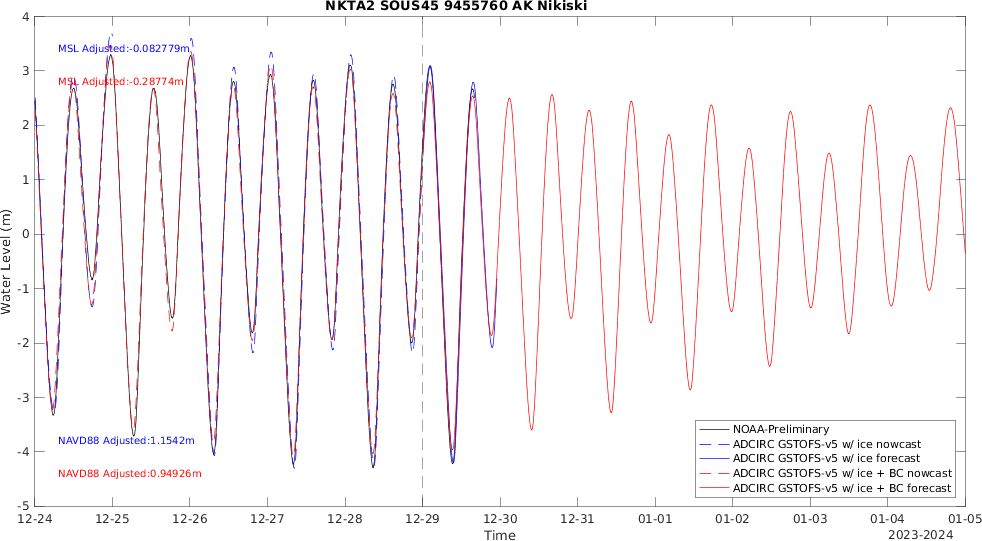 NKTA2 SOUS45 9455760 AK Nikiski
4
3
2
1
0
-1
-2
-3
-4
-5
Water Level (m)
MSL Adjusted:-0.082779m
MSL Adjusted:-0.28774m
NAVD88 Adjusted:1.1542m
NAVD88 Adjusted:0.94926m
NOAA-Preliminary
ADCIRC GSTOFS-v5 w/ ice nowcast
ADCIRC GSTOFS-v5 w/ ice forecast
ADCIRC GSTOFS-v5 w/ ice + BC nowcast
ADCIRC GSTOFS-v5 w/ ice + BC forecast
12-24 12-25 12-26 12-27 12-28 12-29 12-30 12-31 01-01 01-02 01-03 01-04 01-05
Time
2023-2024